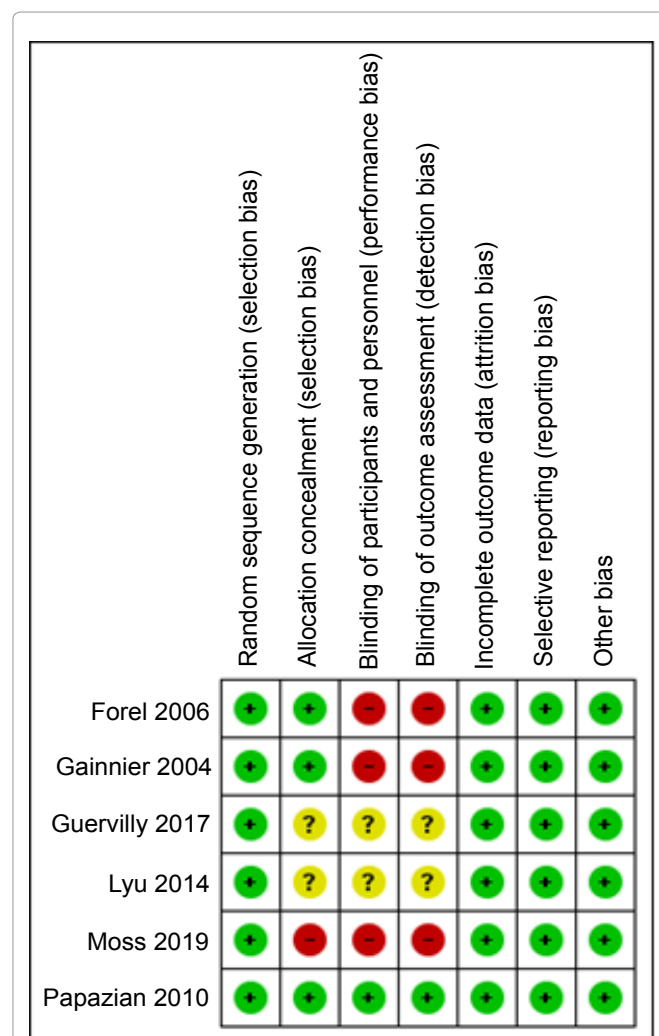 Random sequence generation (selection bias)
Allocation concealment (selection bias)
Blinding of participants and personnel (performance bias)
Blinding of outcome assessment (detection bias)
Incomplete outcome data (attrition bias)
Selective reporting (reporting bias)
Other bias
Forel 2006 + + - - + + +
Gainnier 2004 + + - - + + +
Guervilly 2017 + ? ? ? + + +
Lyu 2014 + ? ? ? + + +
Moss 2019 + - - - + + +
Papazian 2010 + + + + + + +